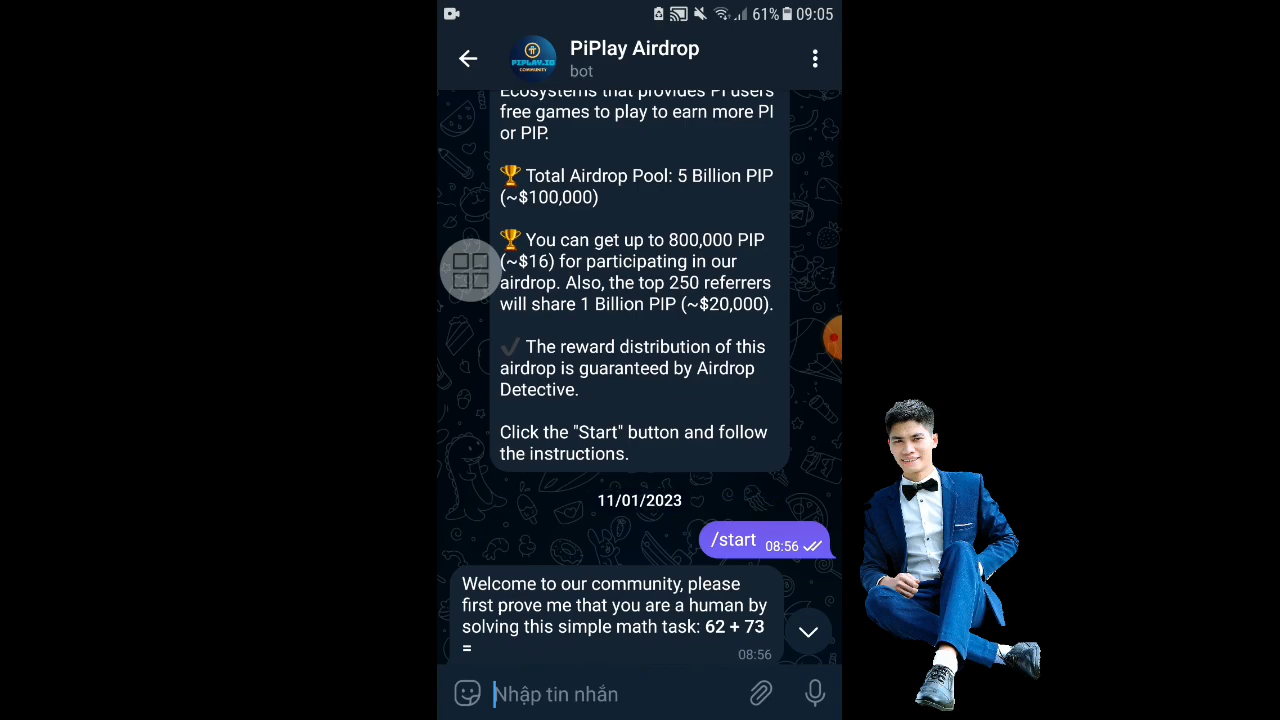 61% 09:05
PiPlay Airdrop
bot
PIPLAY.IO
COMMUNITY
Ecosystems that provides PI users
free games to play to earn more PI
or PIP.
🏆 Total Airdrop Pool: 5 Billion PIP
(~$100,000)
🏆 You can get up to 800,000 PIP
(~$16) for participating in our
airdrop. Also, the top 250 referrers
will share 1 Billion PIP (~$20,000).
✔ The reward distribution of this
airdrop is guaranteed by Airdrop
Detective.
Click the "Start" button and follow
the instructions.
11/01/2023
/start 08:56
Welcome to our community, please
first prove me that you are a human by
solving this simple math task: 62 + 73
=
08:56
Nhập tin nhắn